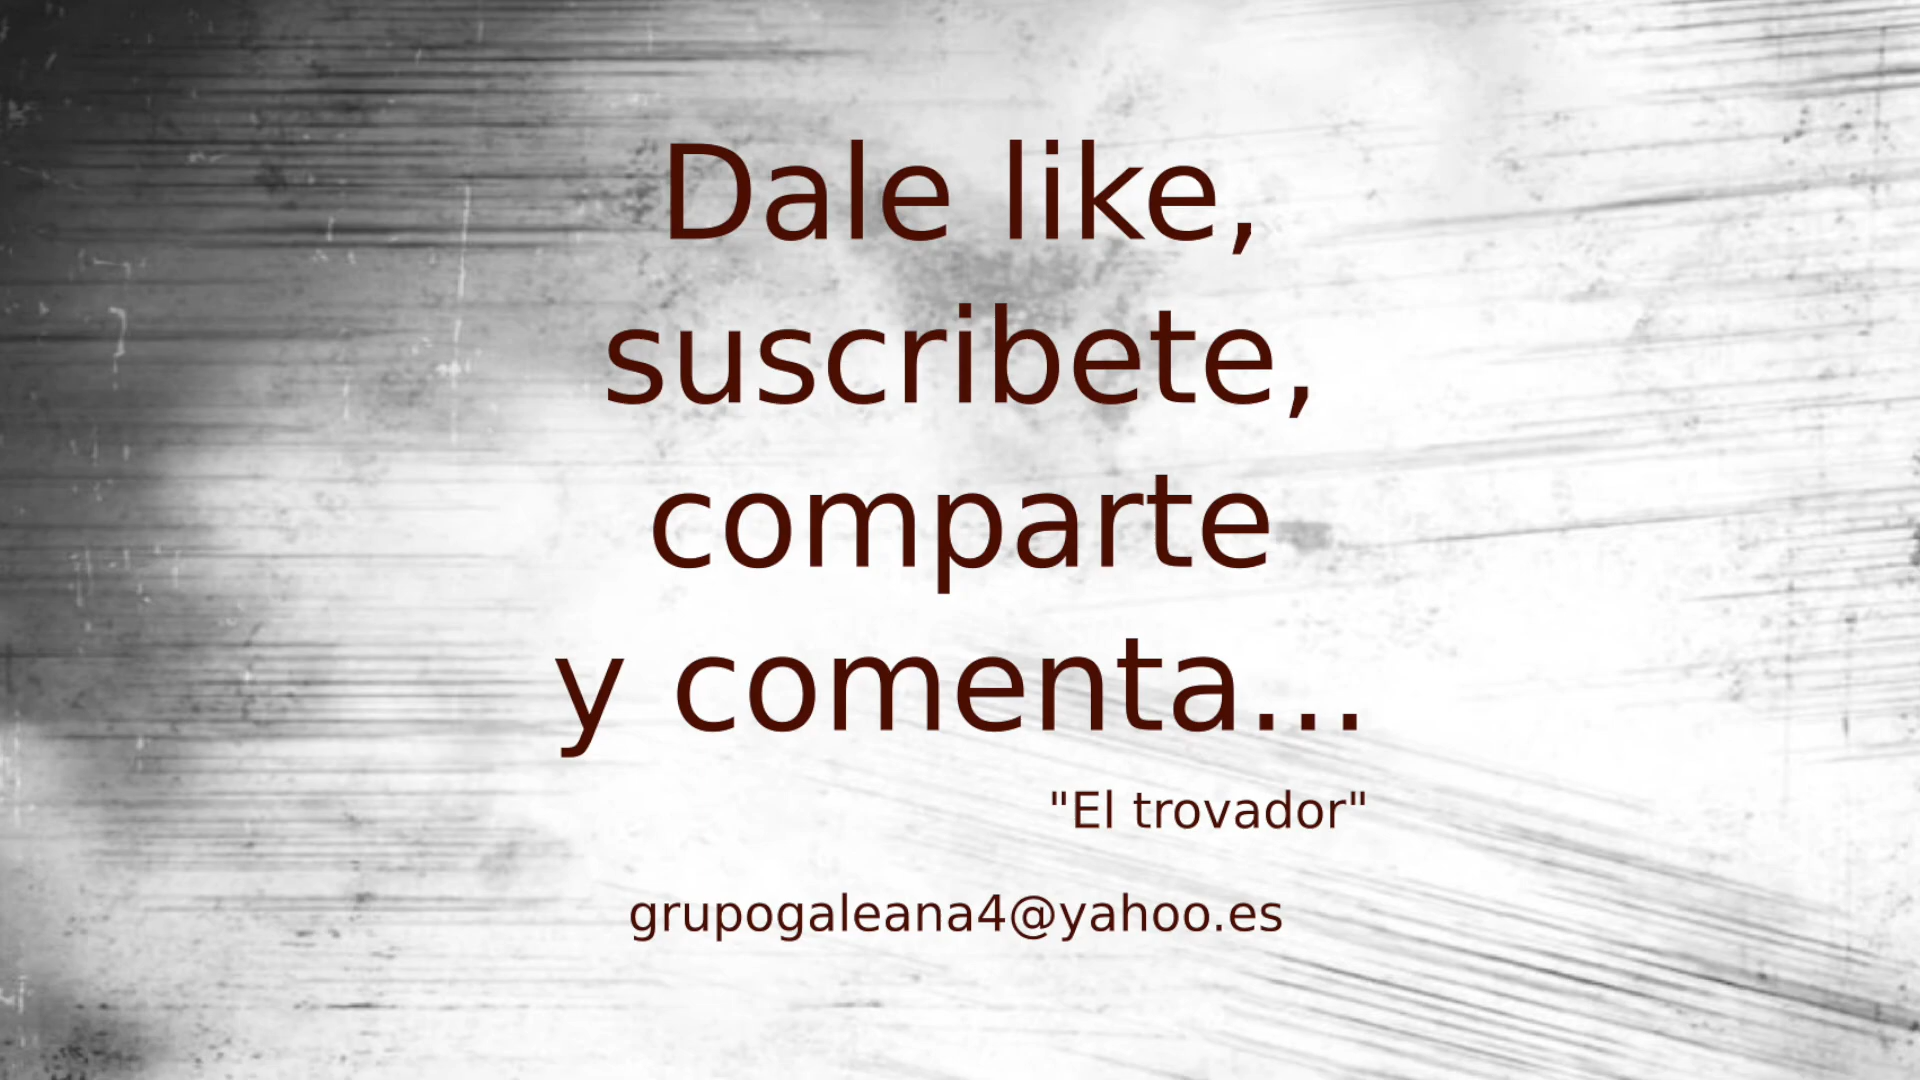 Dale like,
suscribete,
comparte
y comenta...
"El trovador"
grupogaleana4@yahoo.es